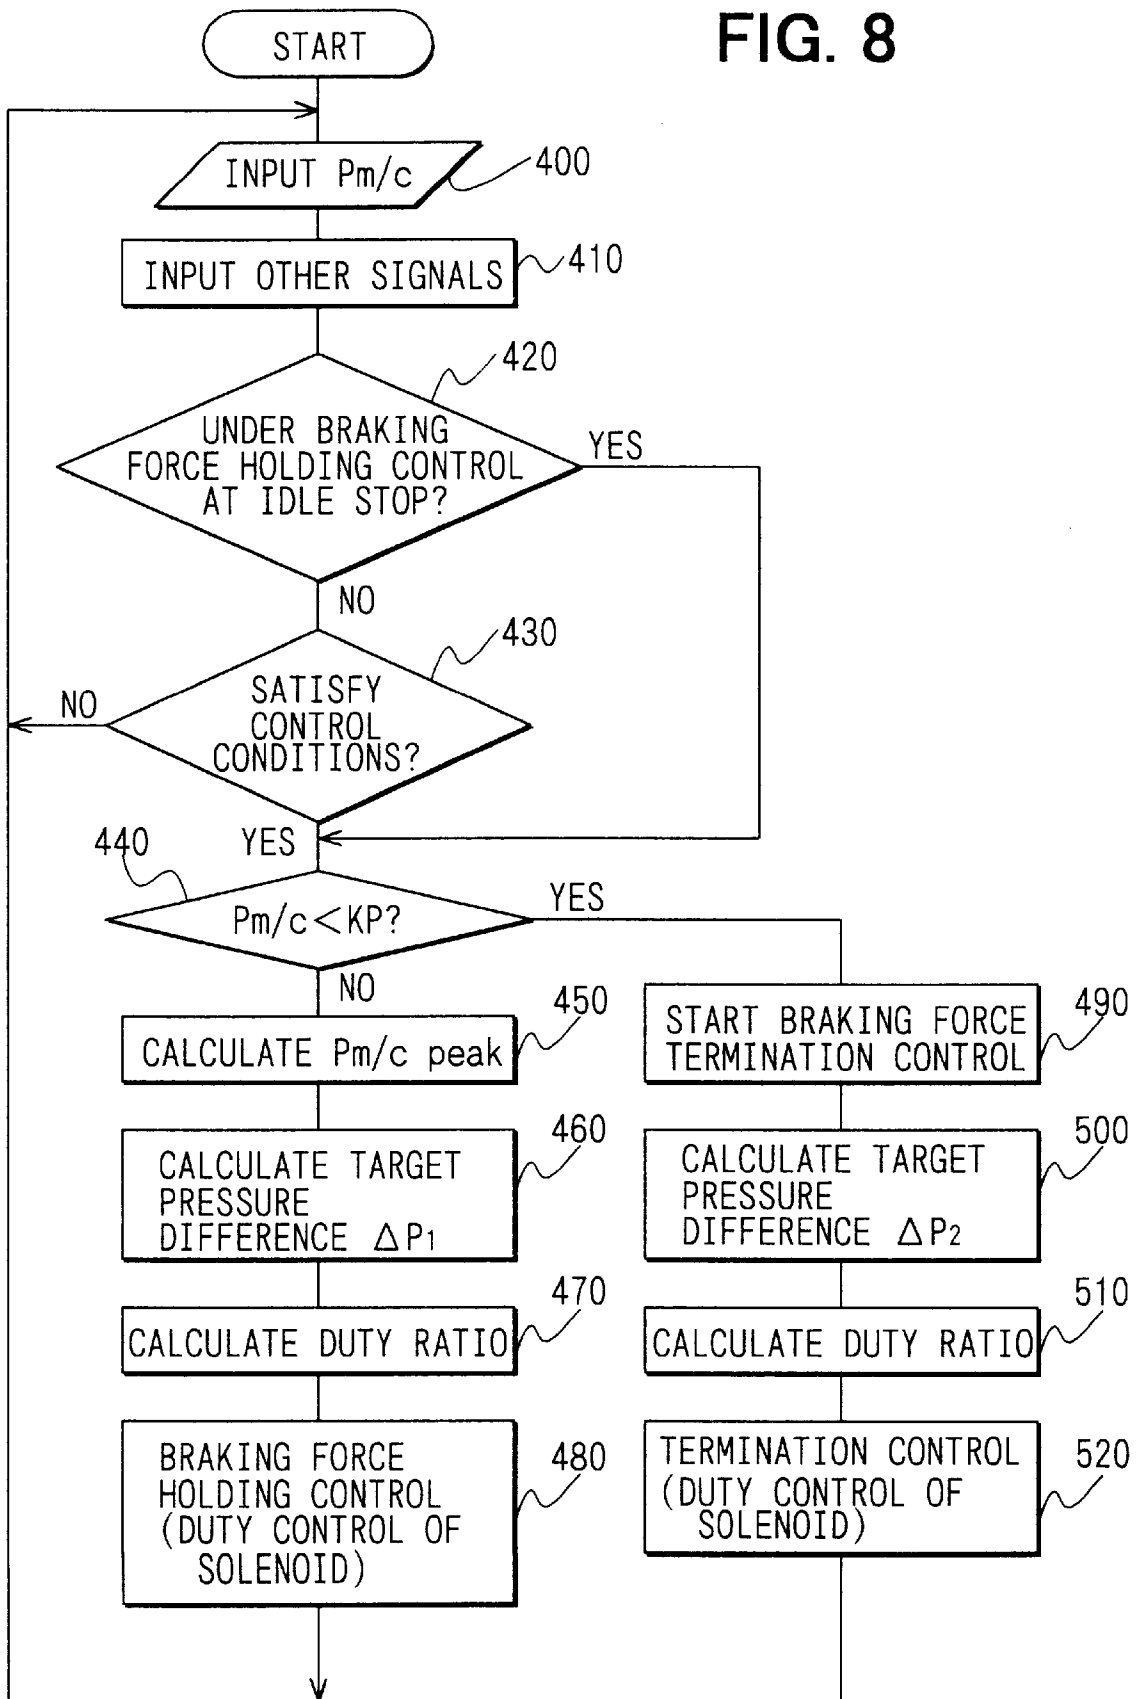 FIG. 8
START
INPUT Pm/c
400
INPUT OTHER SIGNALS
410
420
UNDER BRAKING
FORCE HOLDING CONTROL
AT IDLE STOP?
YES
NO
430
SATISFY
CONTROL
CONDITIONS?
NO
YES
440
Pm/c<KP?
YES
NO
450
CALCULATE Pm/c peak
460
CALCULATE TARGET
PRESSURE
DIFFERENCE △P1
470
CALCULATE DUTY RATIO
480
BRAKING FORCE
HOLDING CONTROL
(DUTY CONTROL OF
SOLENOID)
490
START BRAKING FORCE
TERMINATION CONTROL
500
CALCULATE TARGET
PRESSURE
DIFFERENCE △P2
510
CALCULATE DUTY RATIO
520
TERMINATION CONTROL
(DUTY CONTROL OF
SOLENOID)